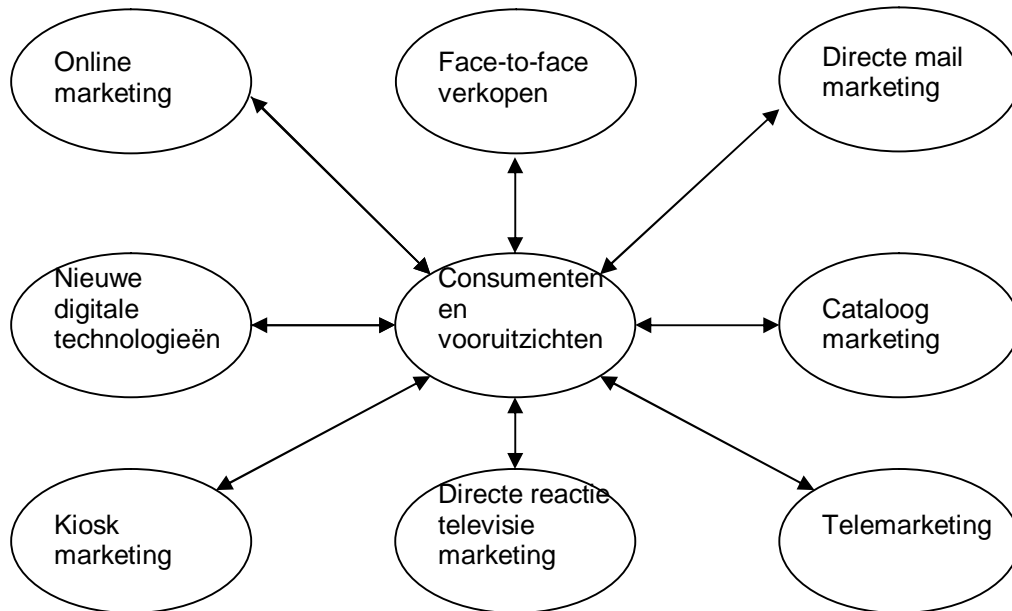 Online
marketing
Face-to-face
verkopen
Directe mail
marketing
Nieuwe
digitale
technologieën
Consumenten
en
vooruitzichten
Cataloog
marketing
Kiosk
marketing
Directe reactie
televisie
marketing
Telemarketing